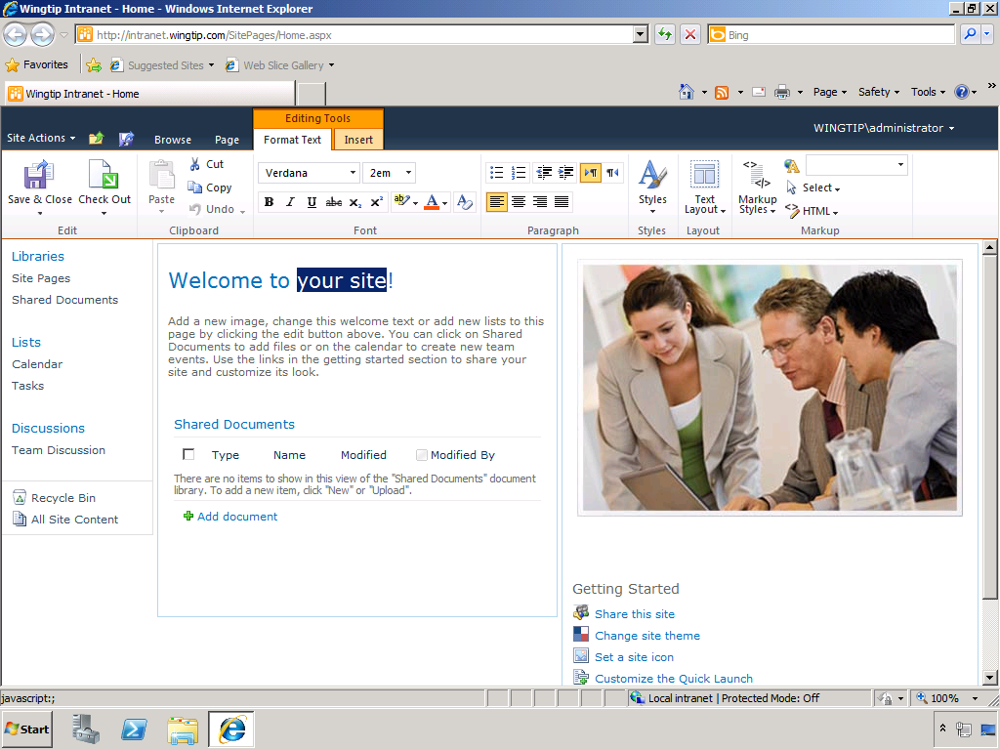 Wingtip Intranet - Home - Windows Internet Explorer
http://intranet.wingtip.com/SitePages/Home.aspx
Bing
Favorites
Suggested Sites
Web Slice Gallery
Wingtip Intranet - Home
Page
Safety
Tools
»
Editing Tools
Site Actions
Browse
Page
Format Text
Insert
WINGTIP\administrator
Save & Close
Check Out
Edit
Paste
Cut
Copy
Undo
Clipboard
Verdana
2em
B I U abc x₂ x²
ab
A
A
Font
Paragraph
Styles
Styles
Text
Layout
Layout
Markup
Styles
Select
HTML
Markup
Libraries
Site Pages
Shared Documents
Lists
Calendar
Tasks
Discussions
Team Discussion
Recycle Bin
All Site Content
Welcome to your site!
Add a new image, change this welcome text or add new lists to this
page by clicking the edit button above. You can click on Shared
Documents to add files or on the calendar to create new team
events. Use the links in the getting started section to share your
site and customize its look.
Shared Documents
Type Name Modified Modified By
There are no items to show in this view of the "Shared Documents" document
library. To add a new item, click "New" or "Upload".
Add document
Getting Started
Share this site
Change site theme
Set a site icon
Customize the Quick Launch
javascript:;
Local intranet | Protected Mode: Off
100%
Start